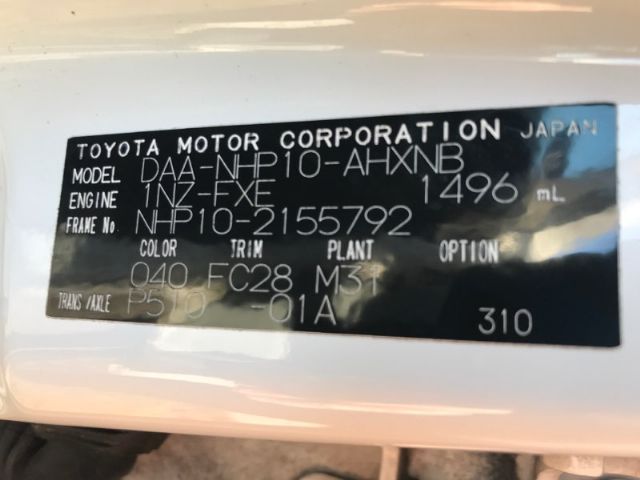 TOYOTA MOTOR CORPORATION JAPAN
MODEL DAA-NHP10-AHXNB
ENGINE 1NZ-FXE 1496 mL
FRAME No. NHP10-2155792
COLOR TRIM PLANT OPTION
040 FC28 M31
TRANS/AXLE P510 -01A 310